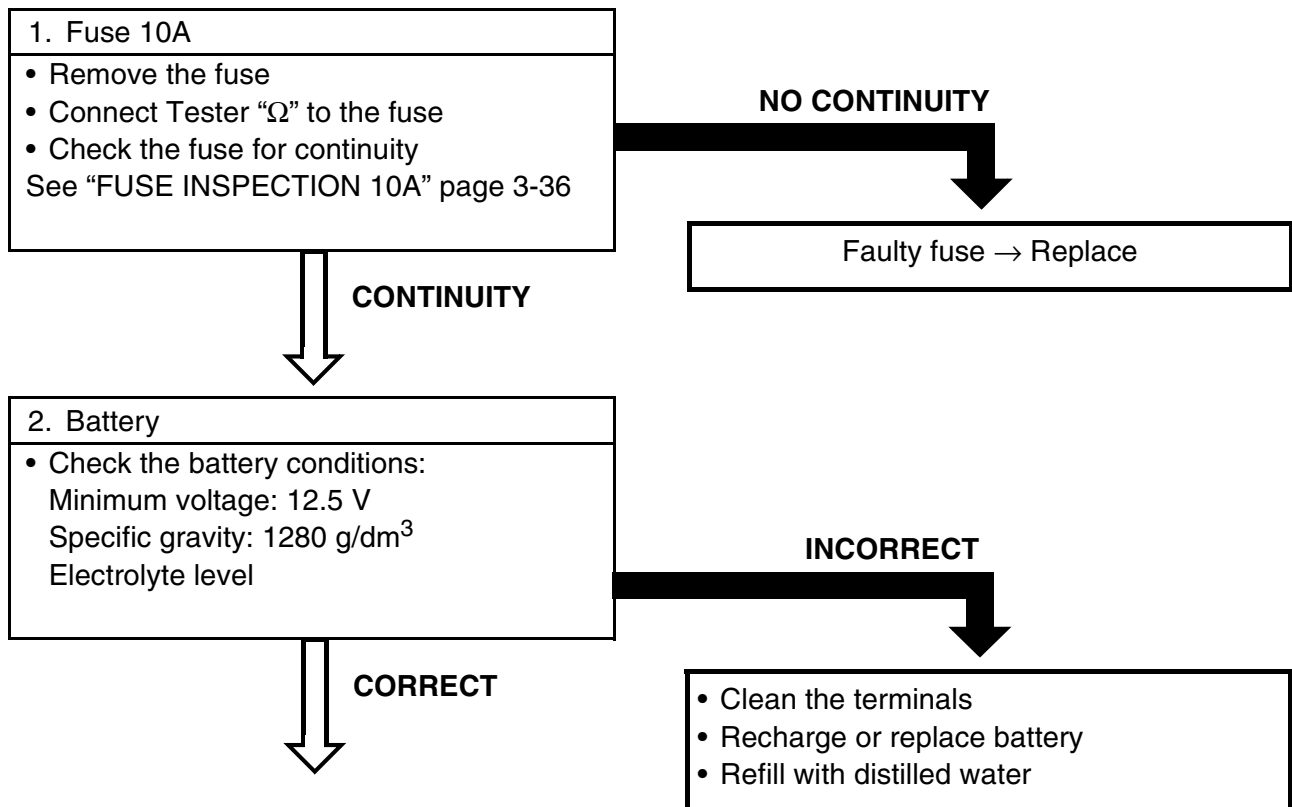 1. Fuse 10A
• Remove the fuse
• Connect Tester “Ω” to the fuse
• Check the fuse for continuity
See “FUSE INSPECTION 10A” page 3-36
NO CONTINUITY
Faulty fuse → Replace
CONTINUITY
2. Battery
• Check the battery conditions:
Minimum voltage: 12.5 V
Specific gravity: 1280 g/dm³
Electrolyte level
INCORRECT
CORRECT
• Clean the terminals
• Recharge or replace battery
• Refill with distilled water